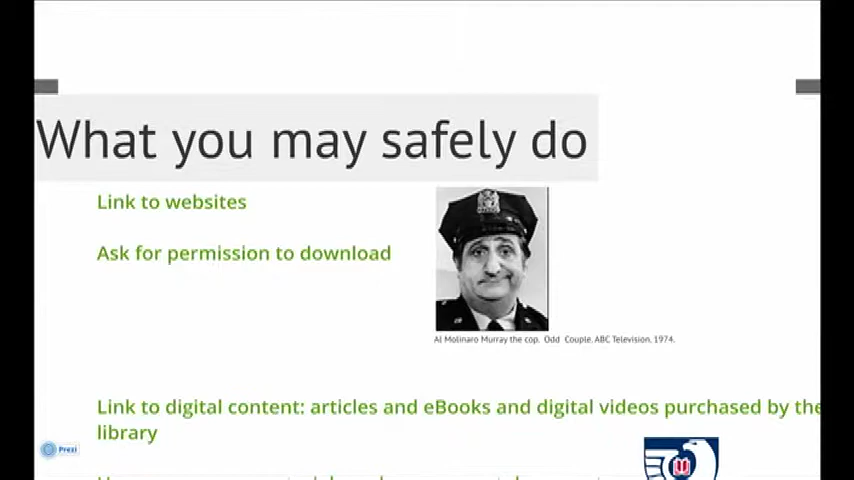 What you may safely do
Link to websites
Ask for permission to download
Al Molinaro Murray the cop. Odd Couple. ABC Television. 1974.
Link to digital content: articles and eBooks and digital videos purchased by the
library
Prezi